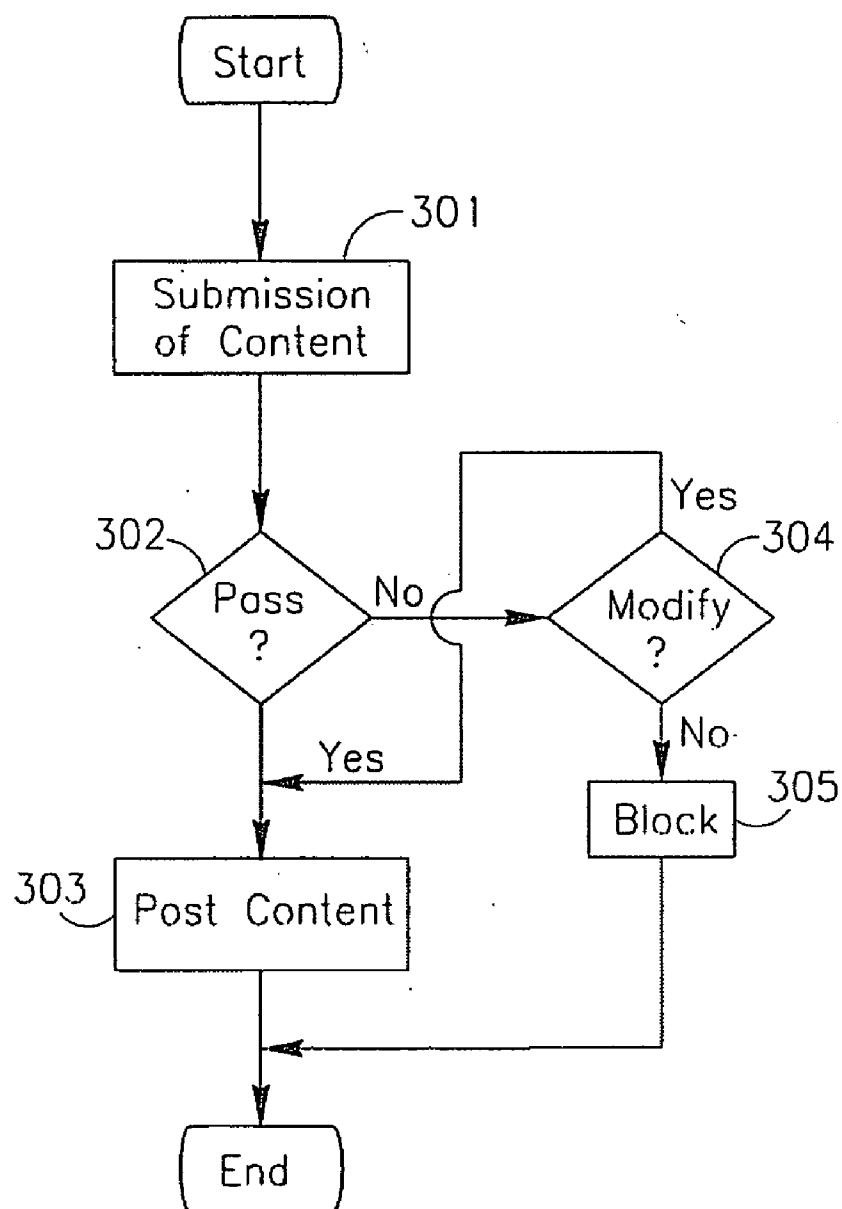 Start
301
Submission
of Content
Yes
302
304
Pass
?
No
Modify
?
Yes
No
305
Block
303
Post Content
End